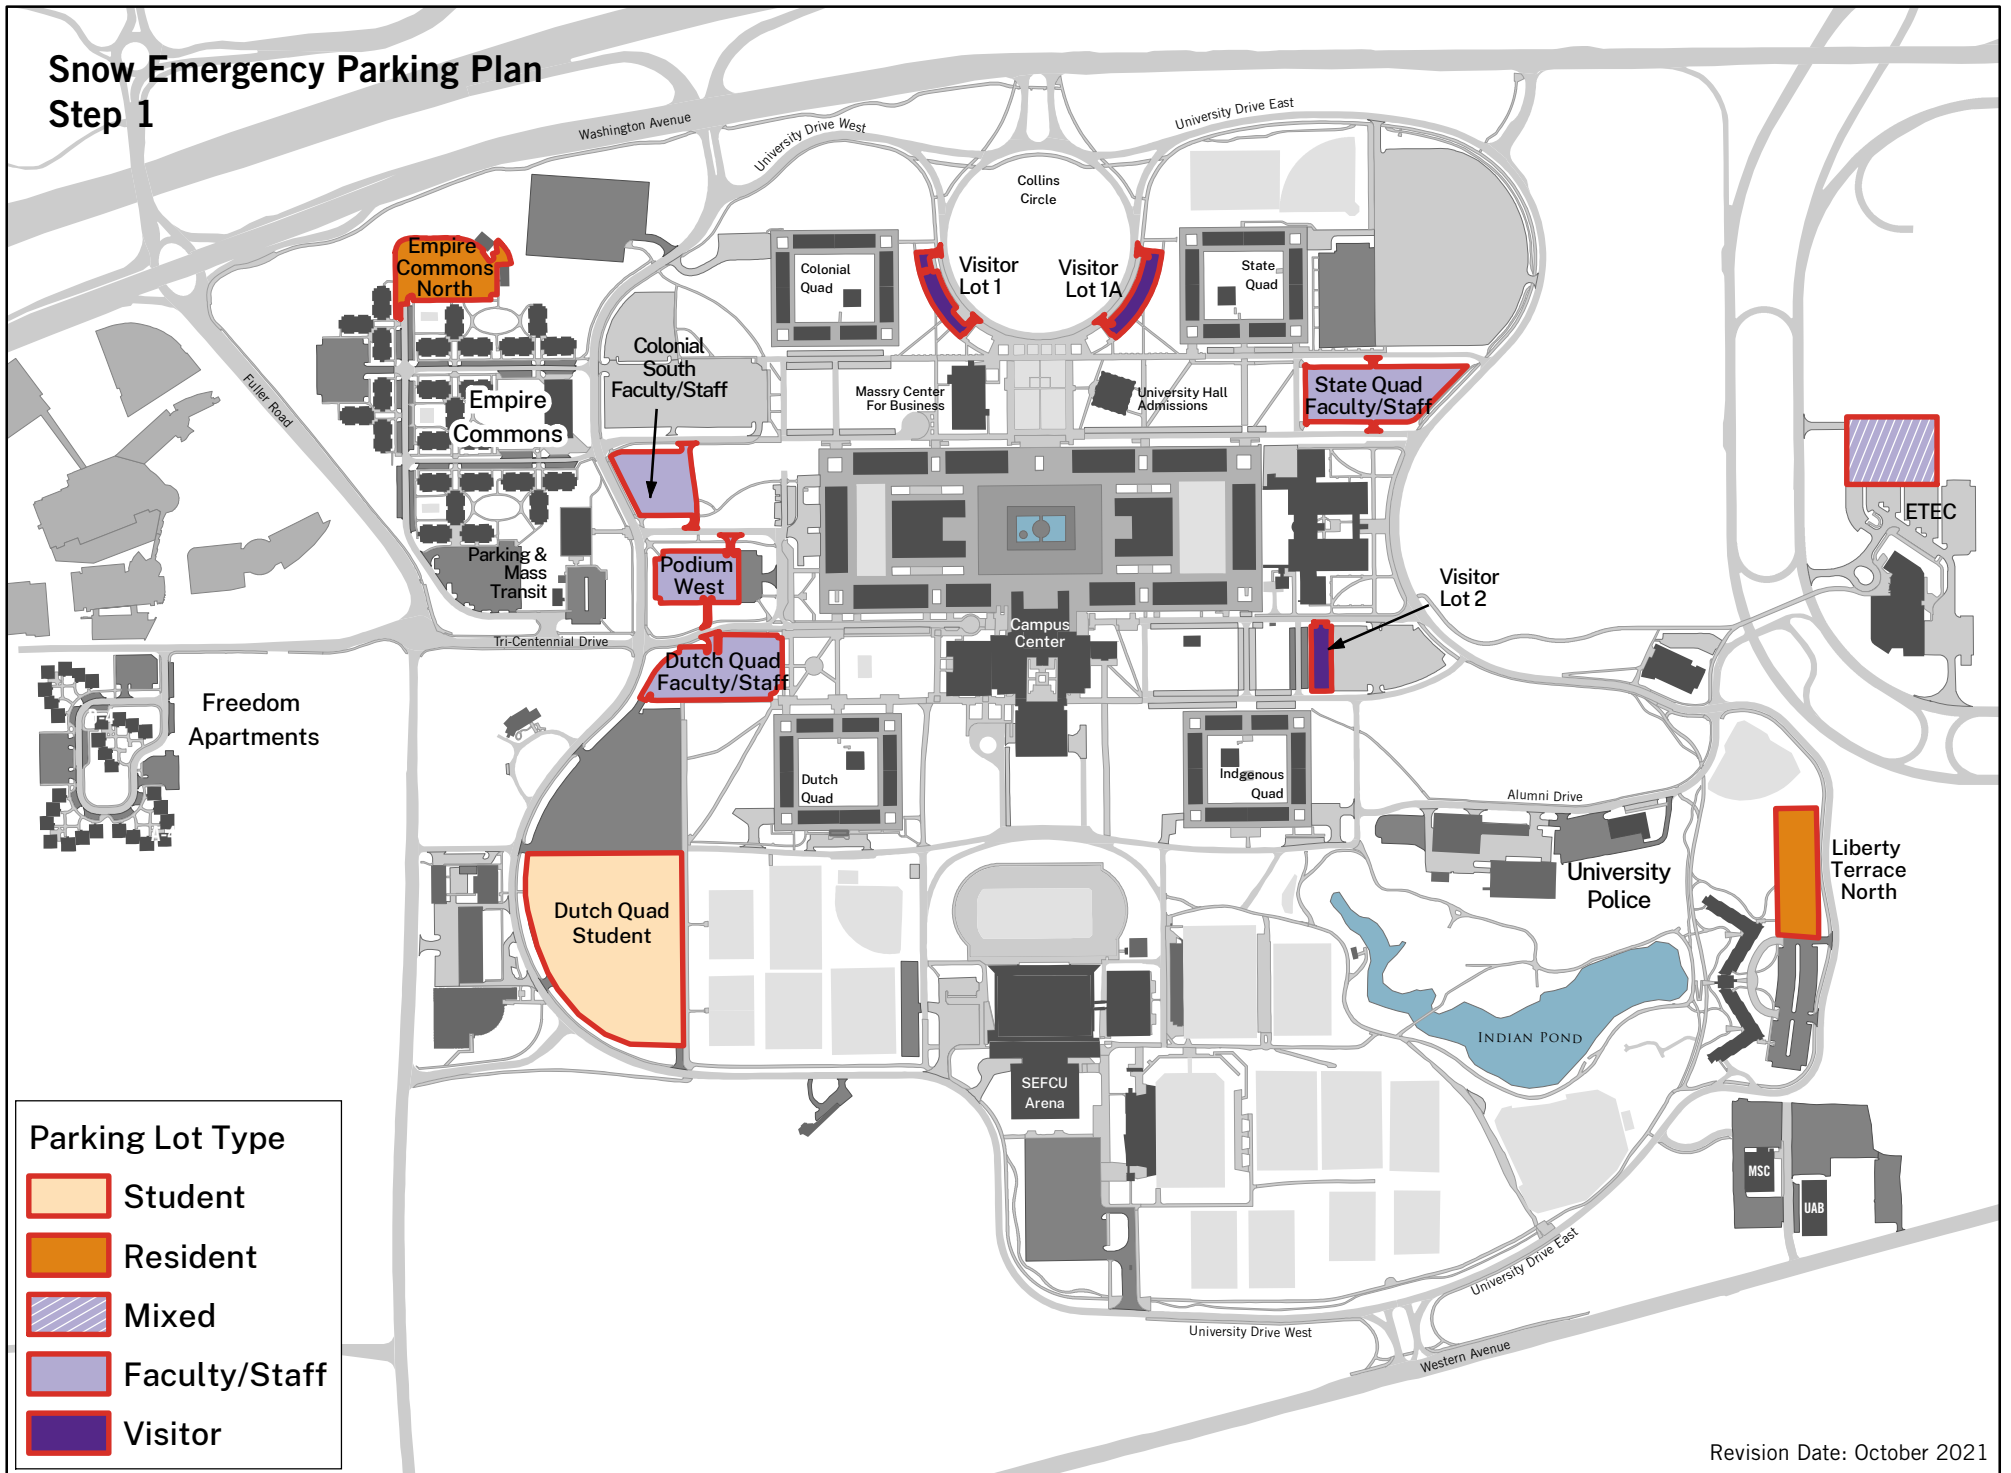 Snow Emergency Parking Plan
Step 1
Washington Avenue
University Drive West
University Drive East
Collins
Circle
Empire
Commons
North
Colonial
Quad
Visitor
Lot 1
Visitor
Lot 1A
State
Quad
Colonial
South
Faculty/Staff
Fuller Road
Empire
Commons
Massry Center
For Business
University Hall
Admissions
State Quad
Faculty/Staff
ETEC
Parking &
Mass
Transit
Podium
West
Visitor
Lot 2
Campus
Center
Tri-Centennial Drive
Dutch Quad
Faculty/Staff
Freedom
Apartments
Dutch
Quad
Indgenous
Quad
Alumni Drive
University
Police
Liberty
Terrace
North
Dutch Quad
Student
INDIAN POND
SEFCU
Arena
MSC
UAB
University Drive East
University Drive West
Western Avenue
Parking Lot Type
Student
Resident
Mixed
Faculty/Staff
Visitor
Revision Date: October 2021